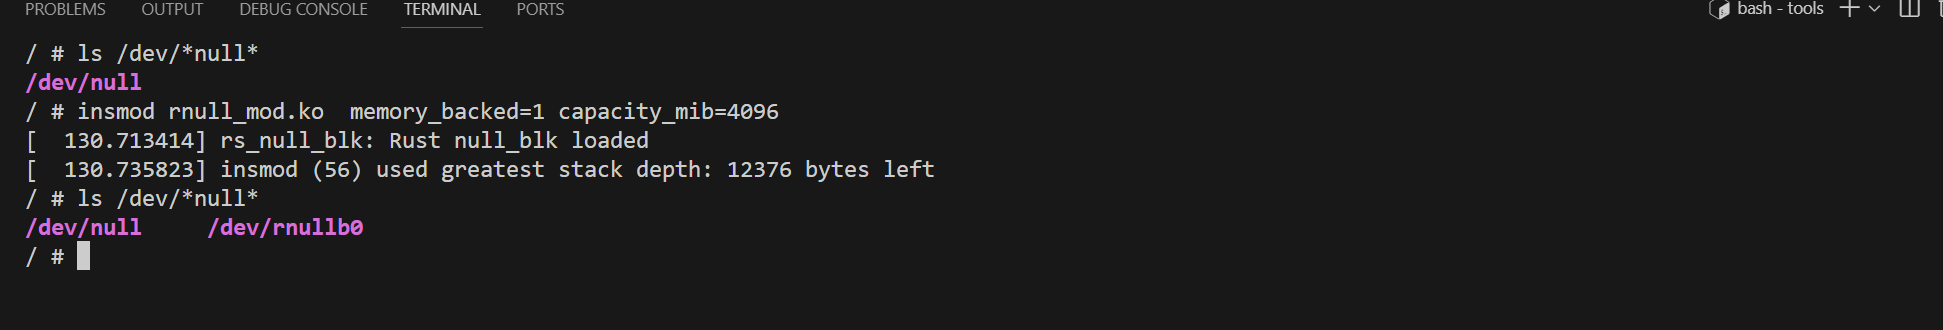 PROBLEMS OUTPUT DEBUG CONSOLE TERMINAL PORTS bash - tools
/ # ls /dev/*null*
/dev/null
/ # insmod rnull_mod.ko  memory_backed=1 capacity_mib=4096
[  130.713414] rs_null_blk: Rust null_blk loaded
[  130.735823] insmod (56) used greatest stack depth: 12376 bytes left
/ # ls /dev/*null*
/dev/null     /dev/rnullb0
/ #